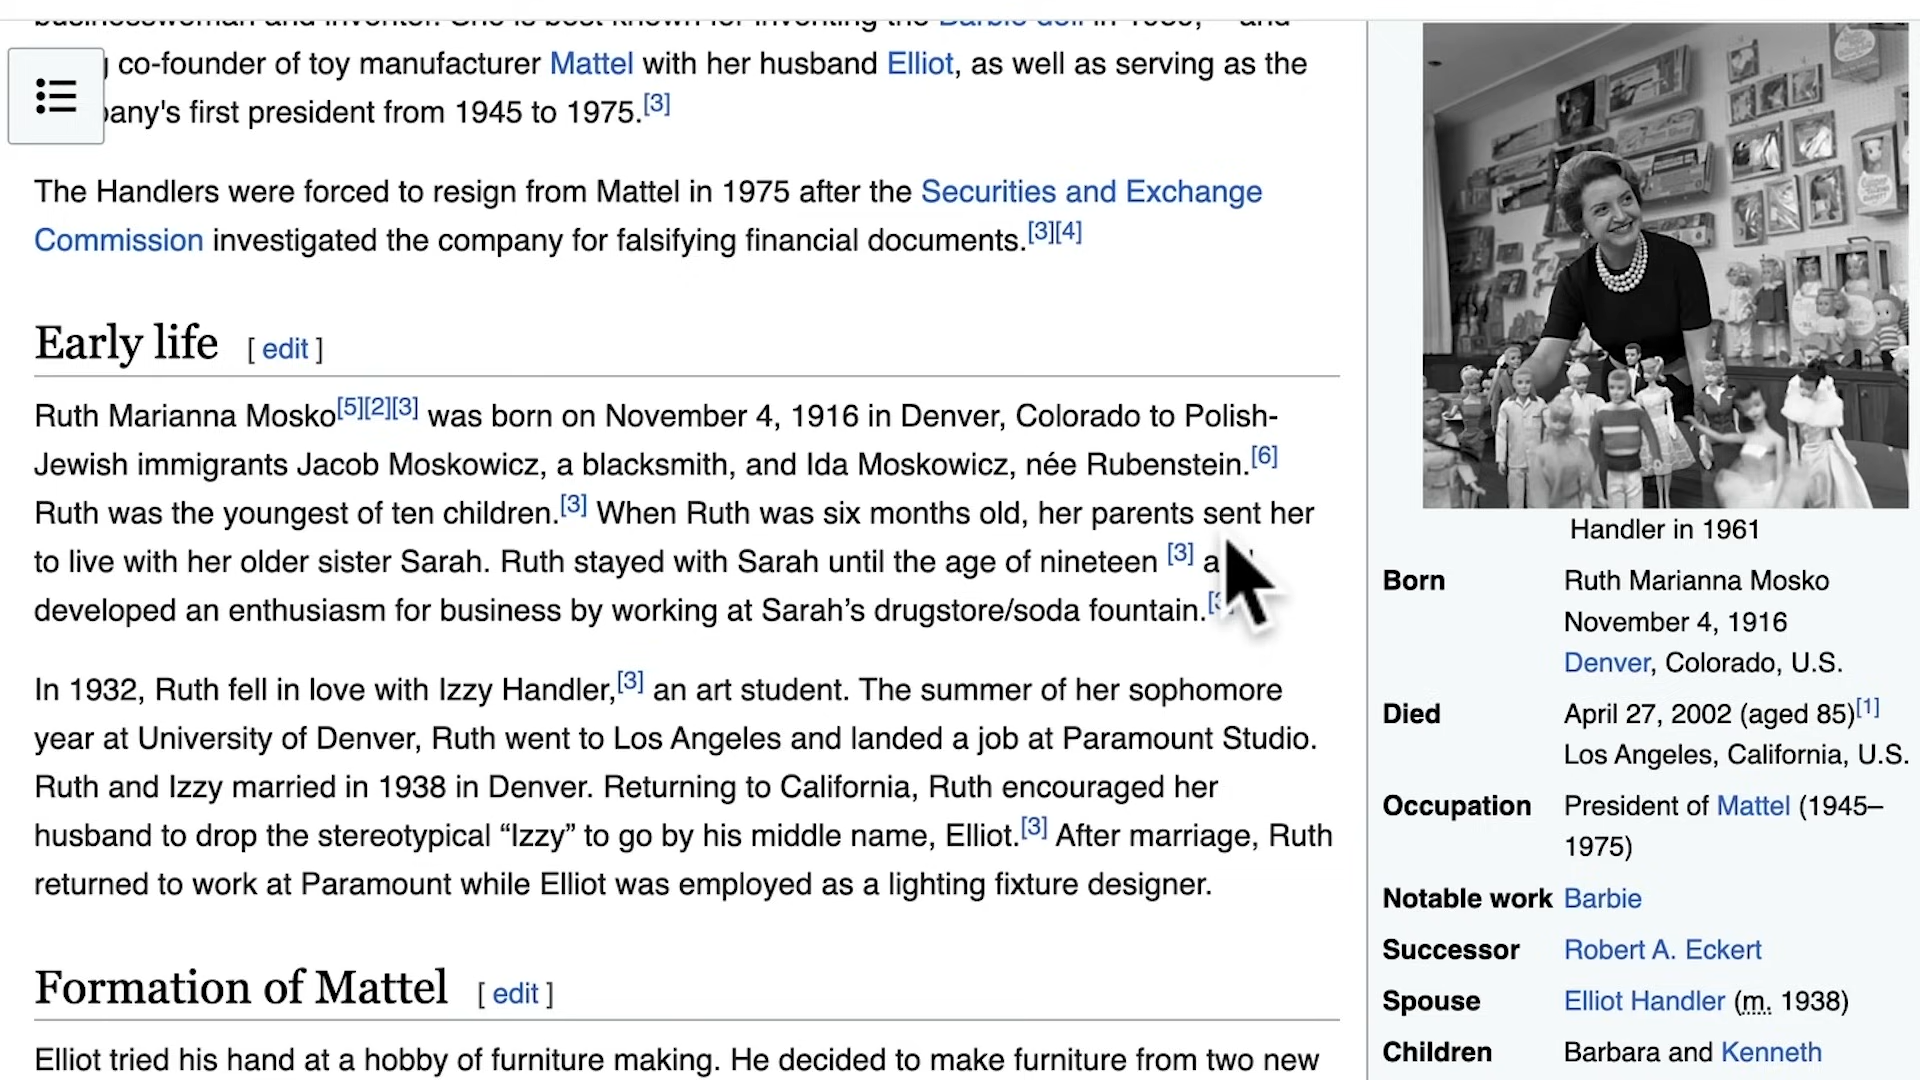 Barbie doll in
co-founder of toy manufacturer Mattel with her husband Elliot, as well as serving as the
any's first president from 1945 to 1975.[3]
The Handlers were forced to resign from Mattel in 1975 after the Securities and Exchange
Commission investigated the company for falsifying financial documents.[3][4]
Early life [ edit ]
Ruth Marianna Mosko[5][2][3] was born on November 4, 1916 in Denver, Colorado to Polish-
Jewish immigrants Jacob Moskowicz, a blacksmith, and Ida Moskowicz, née Rubenstein.[6]
Ruth was the youngest of ten children.[3] When Ruth was six months old, her parents sent her
to live with her older sister Sarah. Ruth stayed with Sarah until the age of nineteen [3]
developed an enthusiasm for business by working at Sarah’s drugstore/soda fountain.
In 1932, Ruth fell in love with Izzy Handler,[3] an art student. The summer of her sophomore
year at University of Denver, Ruth went to Los Angeles and landed a job at Paramount Studio.
Ruth and Izzy married in 1938 in Denver. Returning to California, Ruth encouraged her
husband to drop the stereotypical “Izzy” to go by his middle name, Elliot.[3] After marriage, Ruth
returned to work at Paramount while Elliot was employed as a lighting fixture designer.
Formation of Mattel [ edit ]
Elliot tried his hand at a hobby of furniture making. He decided to make furniture from two new
Handler in 1961
Born Ruth Marianna Mosko
November 4, 1916
Denver, Colorado, U.S.
Died April 27, 2002 (aged 85)[1]
Los Angeles, California, U.S.
Occupation President of Mattel (1945–
1975)
Notable work Barbie
Successor Robert A. Eckert
Spouse Elliot Handler (m. 1938)
Children Barbara and Kenneth